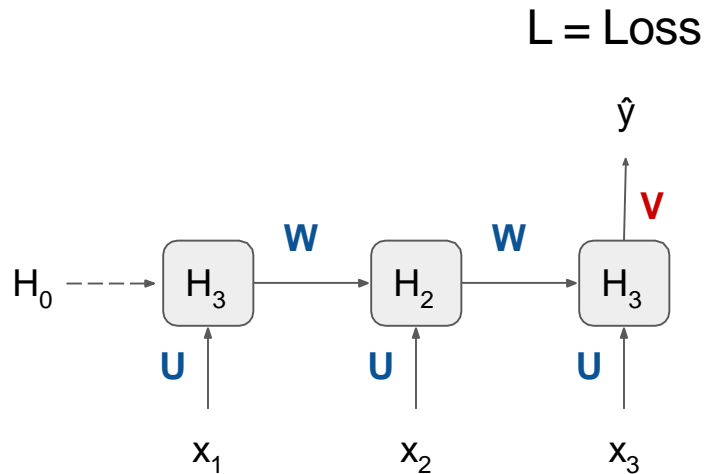 L = Loss
ŷ
V
W W
H₀ H₃ H₂ H₃
U U U
x₁ x₂ x₃